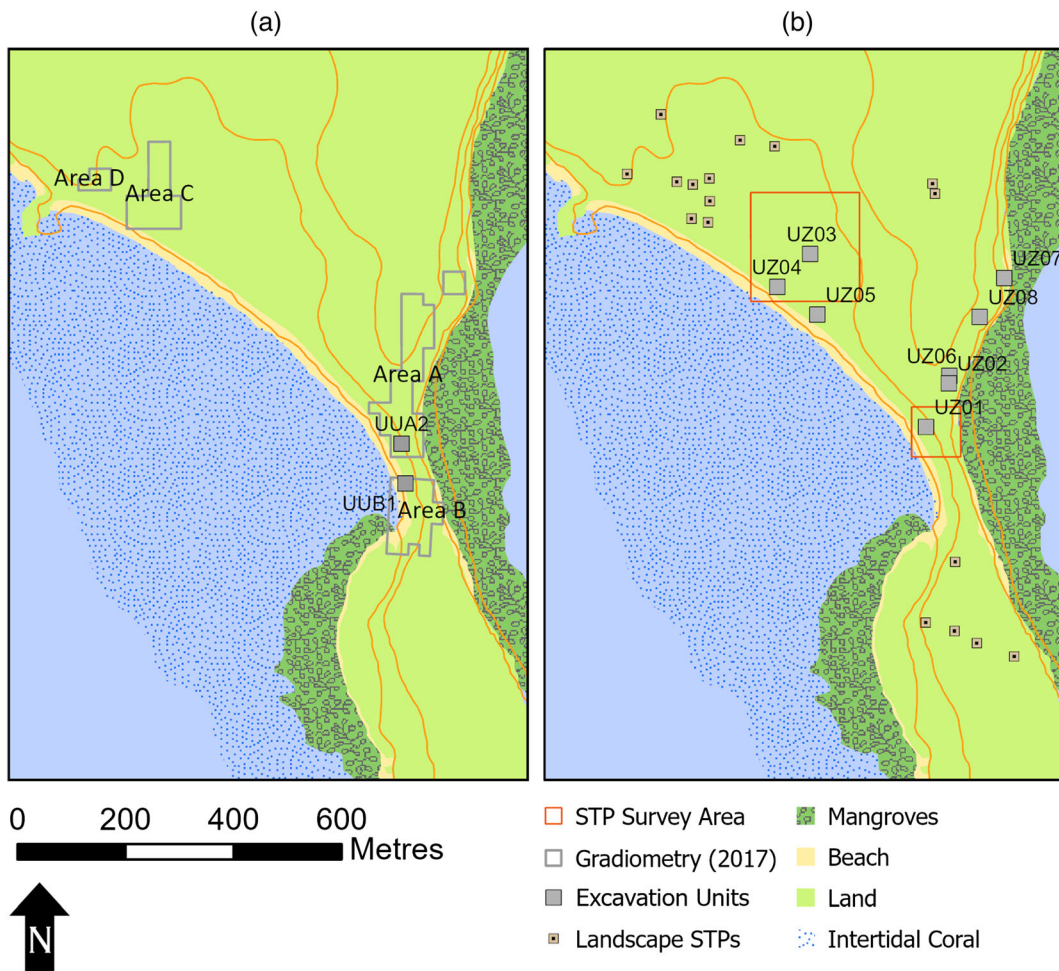 (a)
(b)
Area D
Area C
Area A
UUA2
UUB1
Area B
UZ03
UZ04
UZ05
UZ07
UZ08
UZ06
UZ02
UZ01
0 200 400 600
Metres
N
STP Survey Area
Gradiometry (2017)
Excavation Units
Landscape STPs
Mangroves
Beach
Land
Intertidal Coral